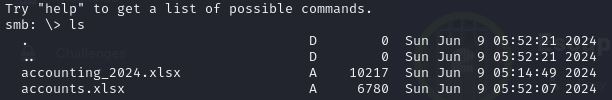 Try "help" to get a list of possible commands.
smb: \> ls
  .                                   D        0  Sun Jun  9 05:52:21 2024
  ..                                  D        0  Sun Jun  9 05:52:21 2024
  accounting_2024.xlsx                A    10217  Sun Jun  9 05:14:49 2024
  accounts.xlsx                       A     6780  Sun Jun  9 05:52:07 2024
Challenges